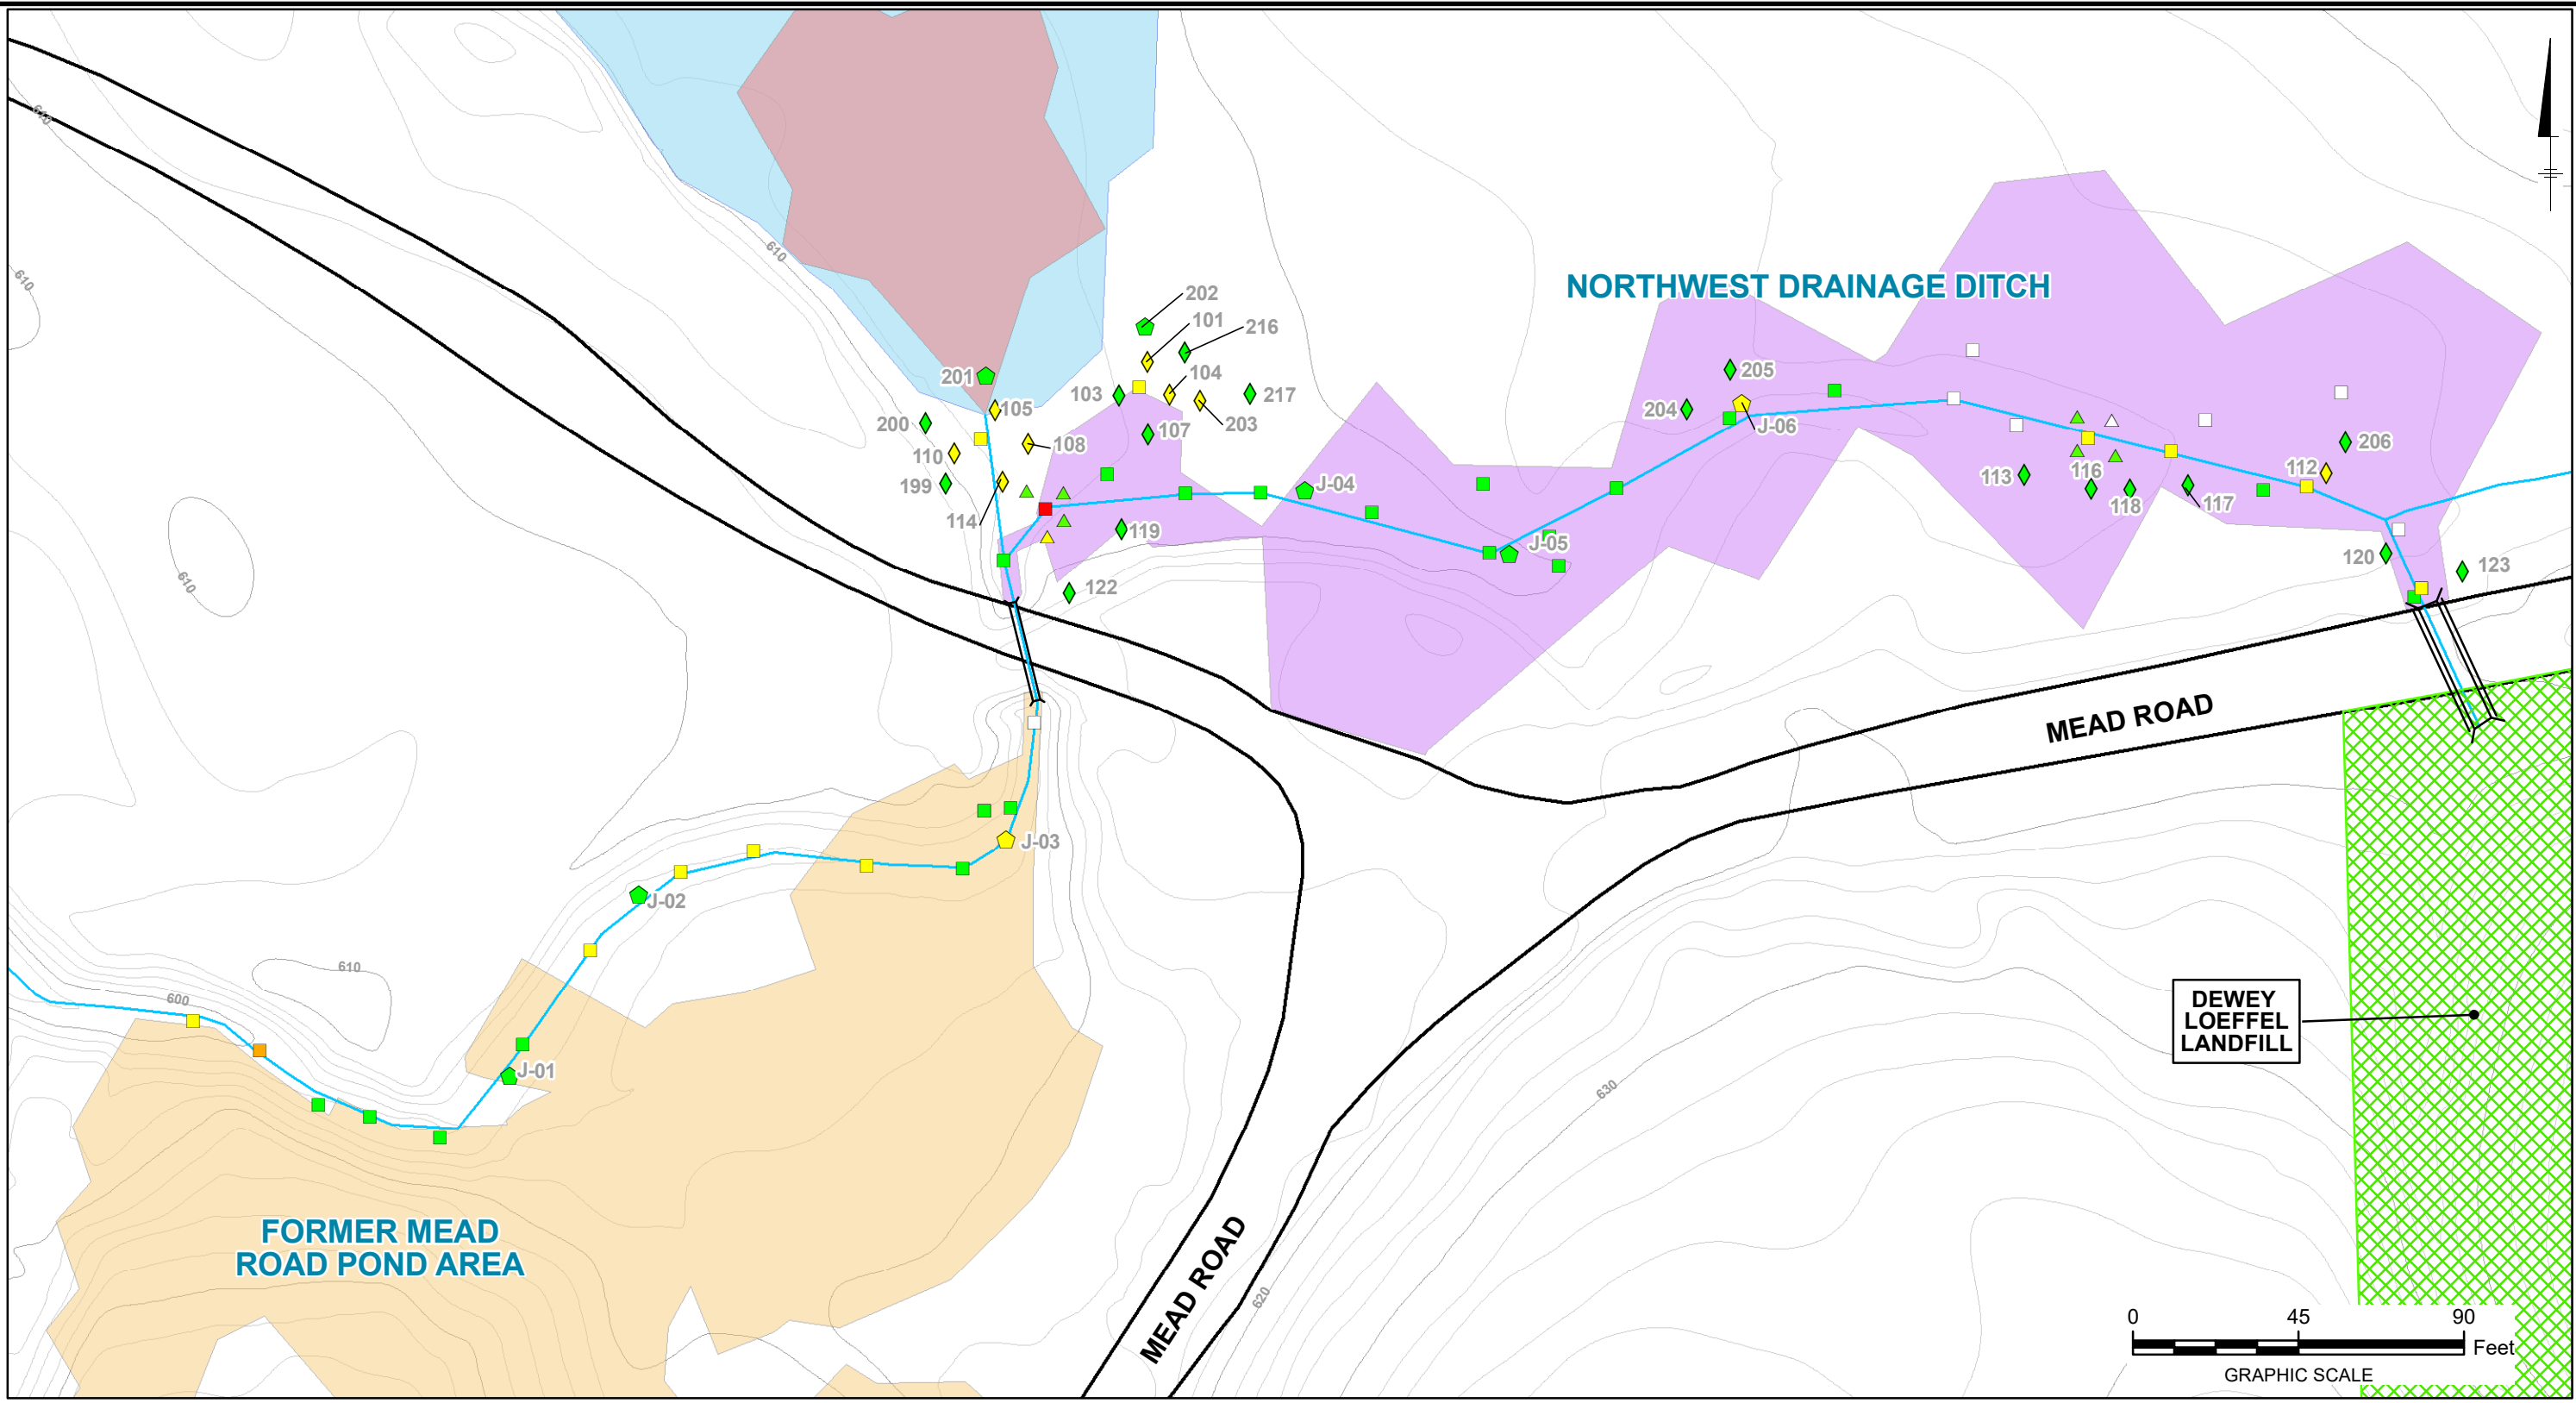 610
610
610
610
610
600
630
620
NORTHWEST DRAINAGE DITCH
202
101
216
201
103
104
217
105
200
203
107
108
110
199
114
119
122
J-04
J-05
204
205
J-06
113
116
118
117
112
206
120
123
MEAD ROAD
J-03
J-02
J-01
FORMER MEAD
ROAD POND AREA
MEAD ROAD
DEWEY
LOEFFEL
LANDFILL
0 45 90
Feet
GRAPHIC SCALE